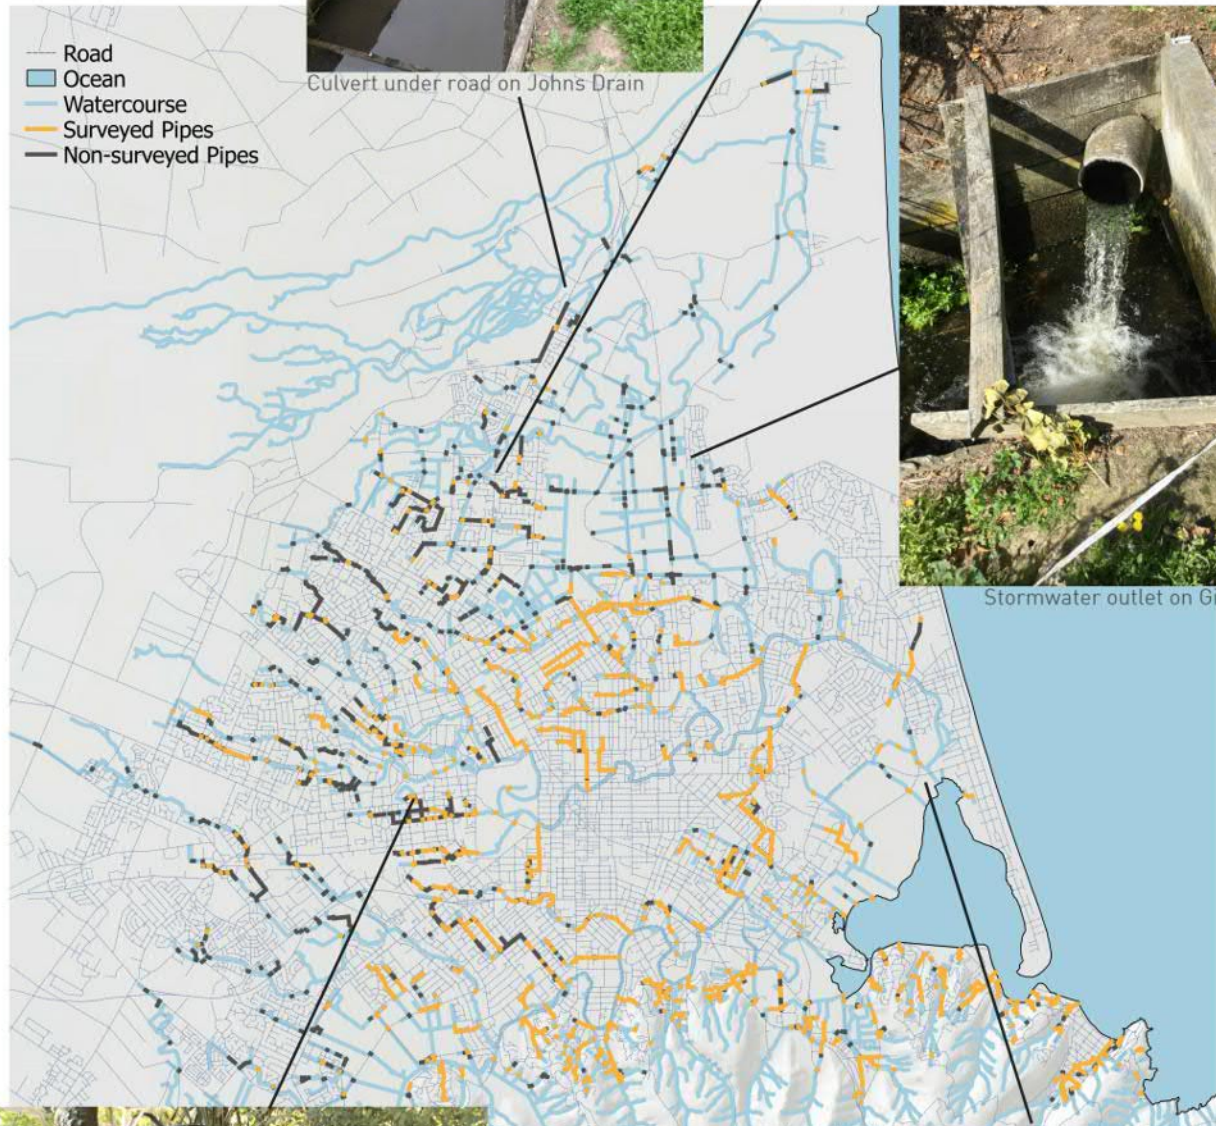 Culvert under road on Johns Drain
Road
Ocean
Watercourse
Surveyed Pipes
Non-surveyed Pipes
Stormwater outlet on